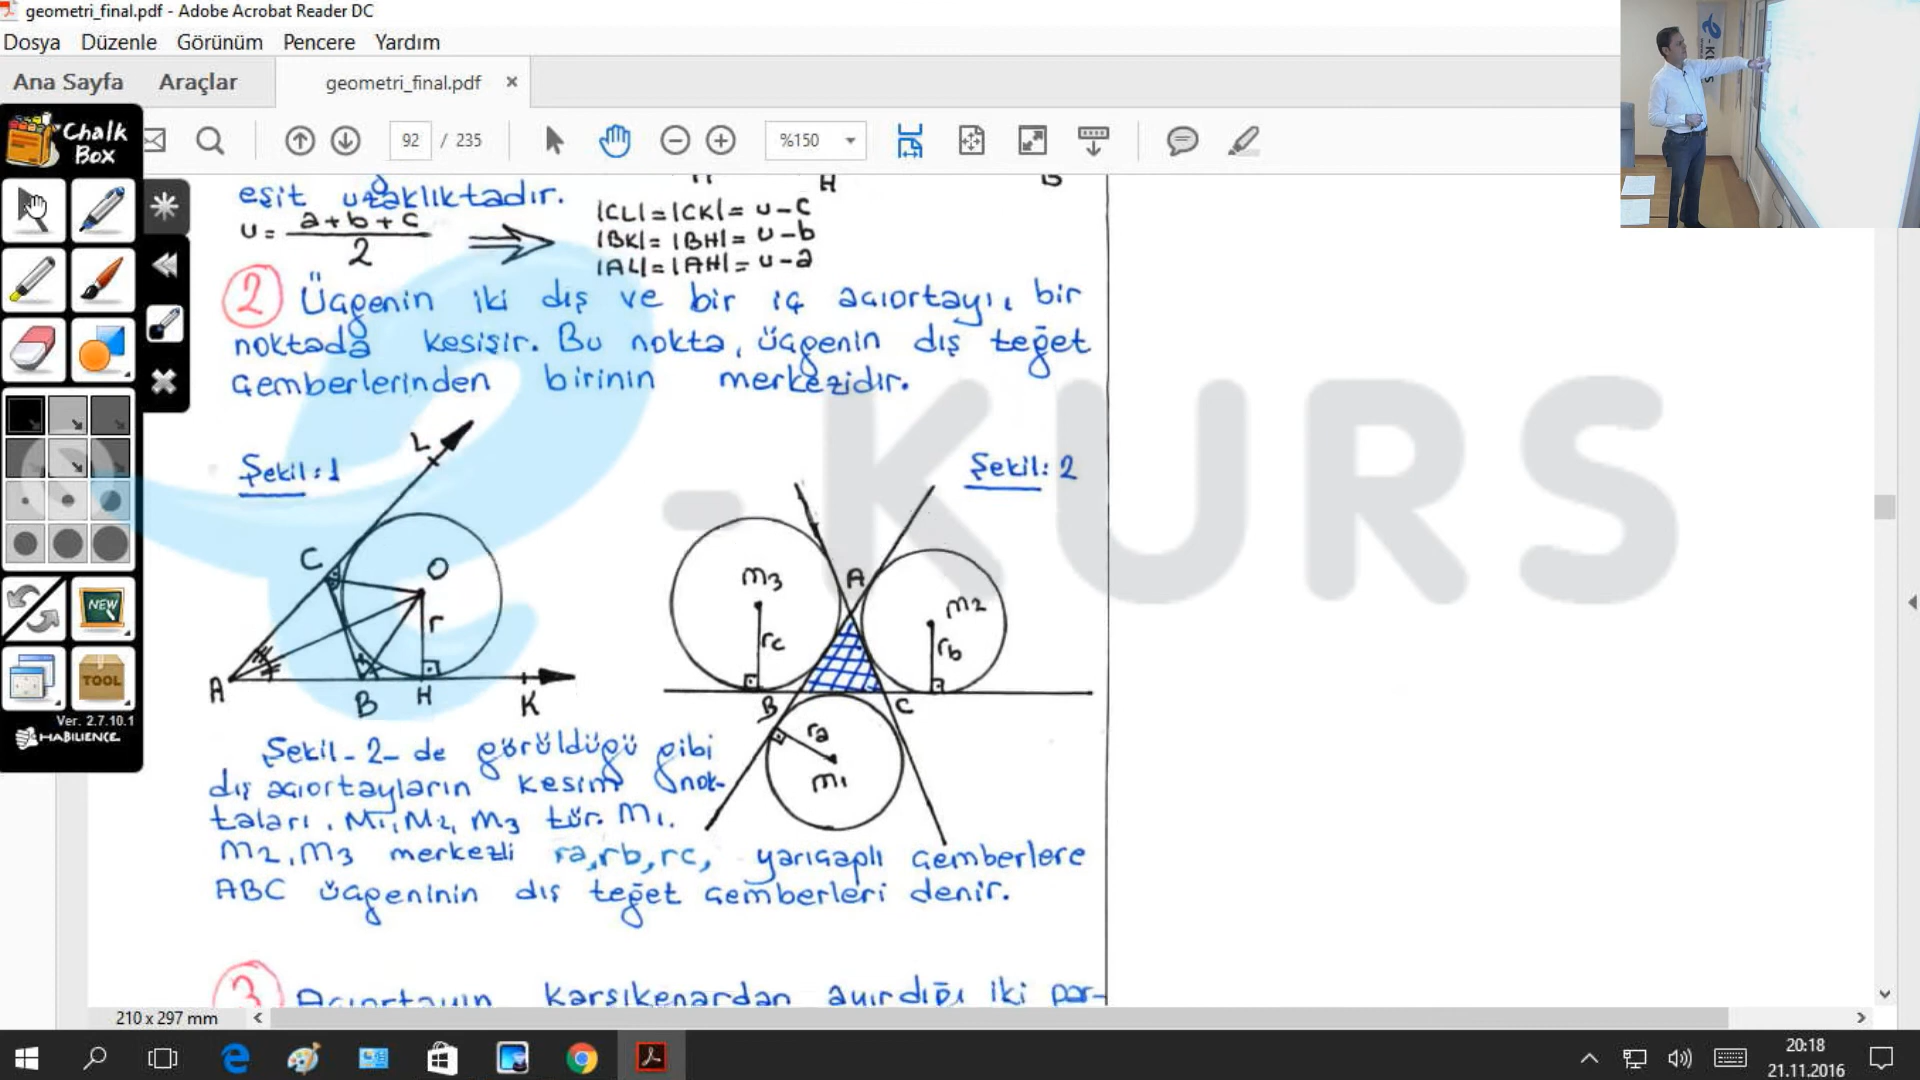 geometri_final.pdf - Adobe Acrobat Reader DC
Dosya Düzenle Görünüm Pencere Yardım
Ana Sayfa Araçlar geometri_final.pdf ×
Chalk Box
92 / 235 %150
eşit uzaklıktadır.
u = a+b+c / 2
H B
|CL|=|CK|= u-c
|BK|= |BH|= u-b
|AL|=|AH|= u-a
2 Üçgenin iki dış ve bir iç açıortayı, bir
noktada kesişir. Bu nokta, üçgenin dış teğet
çemberlerinden birinin merkezidir.
Şekil: 1
L
C
O
r
A
B H K
Şekil: 2
m3
A
m2
rc
rb
B
C
ra
m1
Şekil-2-de görüldüğü gibi
dış açıortayların kesim nok-
taları, M1, M2, M3 tür. M1,
M2, M3 merkezli ra,rb,rc, yarıçaplı çemberlere
ABC üçgeninin dış teğet çemberleri denir.
3 Açıortayın karşıkenardan ayırdığı iki par-
e-KURS
NEW
TOOL
Ver. 2.7.10.1
HABILIENCE
210 x 297 mm
20:18
21.11.2016